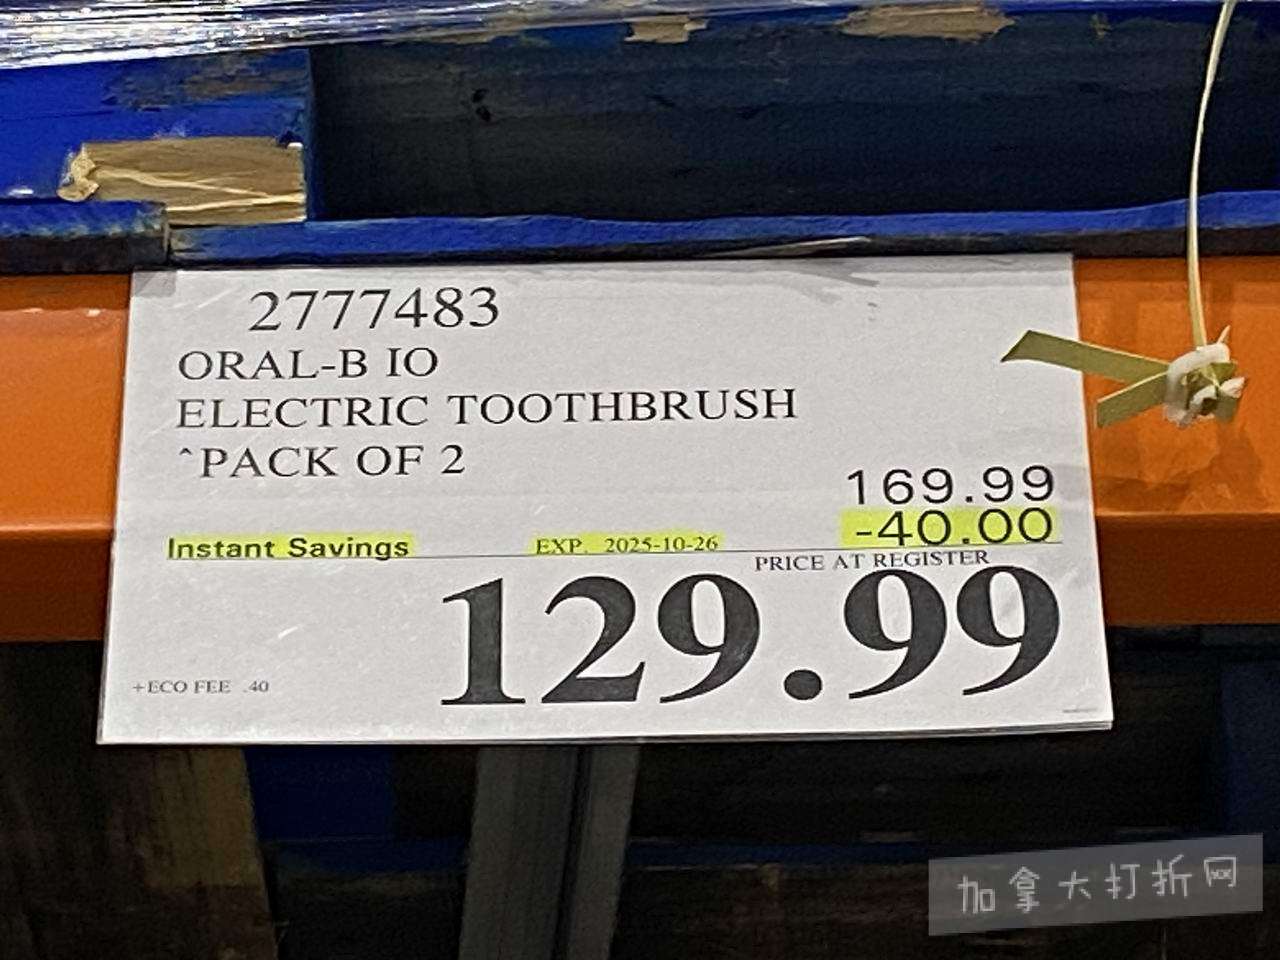 2777483
ORAL-B IO
ELECTRIC TOOTHBRUSH
^PACK OF 2
169.99
Instant Savings EXP. 2025-10-26 -40.00
PRICE AT REGISTER
129.99
+ECO FEE .40
加拿大打折网